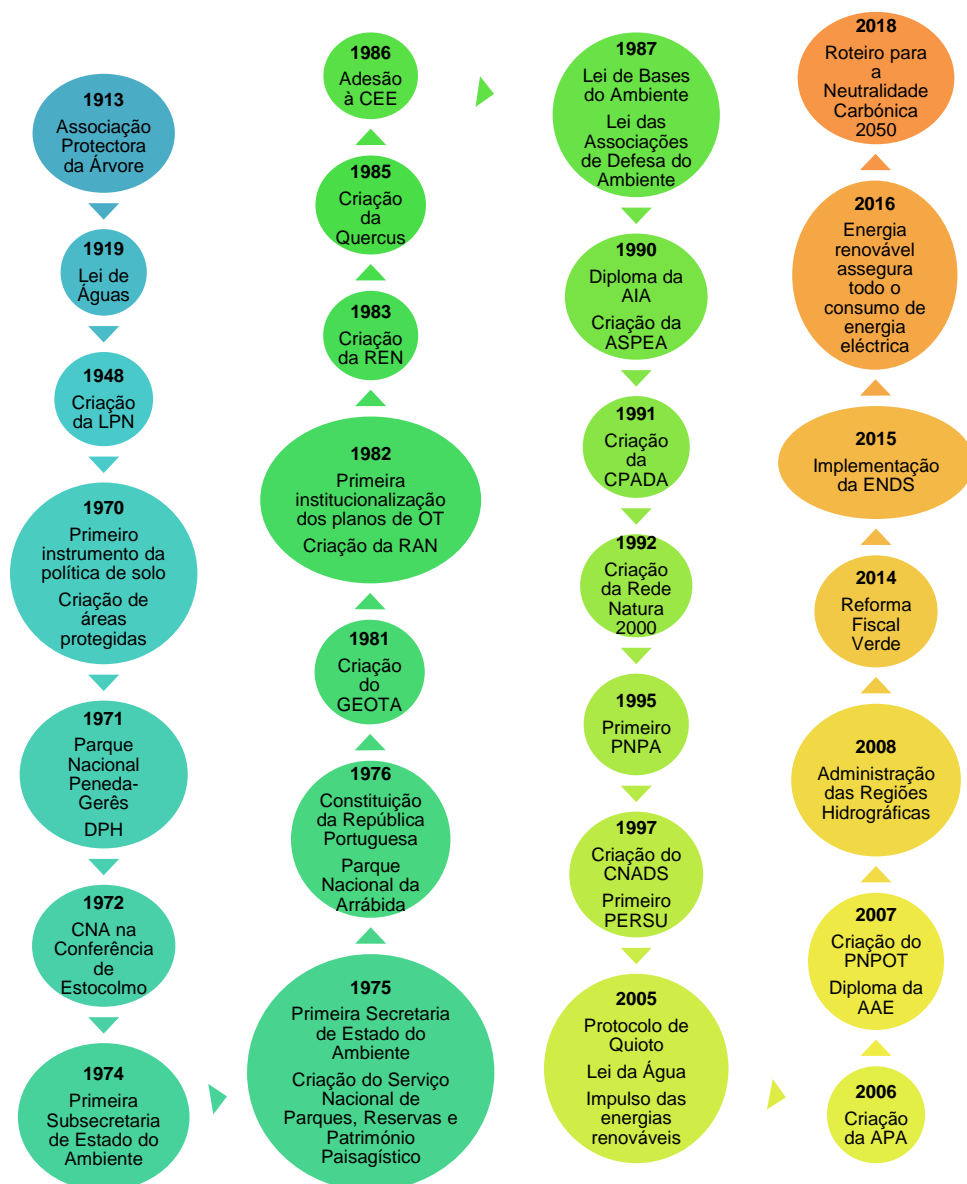 1913
Associação
Protectora
da Árvore
1919
Lei de
Águas
1948
Criação
da LPN
1970
Primeiro
instrumento da
política de solo
Criação de
áreas
protegidas
1971
Parque
Nacional
Peneda-
Gerês
DPH
1972
CNA na
Conferência
de
Estocolmo
1974
Primeira
Subsecretaria
de Estado do
Ambiente
1975
Primeira Secretaria
de Estado do
Ambiente
Criação do Serviço
Nacional de
Parques, Reservas e
Património
Paisagístico
1976
Constituição
da República
Portuguesa
Parque
Nacional da
Arrábida
1981
Criação
do
GEOTA
1982
Primeira
institucionalização
dos planos de OT
Criação da RAN
1983
Criação
da REN
1985
Criação
da
Quercus
1986
Adesão
à CEE
1987
Lei de Bases
do Ambiente
Lei das
Associações
de Defesa do
Ambiente
1990
Diploma da
AIA
Criação da
ASPEA
1991
Criação
da
CPADA
1992
Criação
da Rede
Natura
2000
1995
Primeiro
PNPA
1997
Criação do
CNADS
Primeiro
PERSU
2005
Protocolo de
Quioto
Lei da Água
Impulso das
energias
renováveis
2006
Criação
da APA
2007
Criação do
PNPOT
Diploma da
AAE
2008
Administração
das Regiões
Hidrográficas
2014
Reforma
Fiscal
Verde
2015
Implementação
da ENDS
2016
Energia
renovável
assegura
todo o
consumo de
energia
eléctrica
2018
Roteiro para
a
Neutralidade
Carbónica
2050